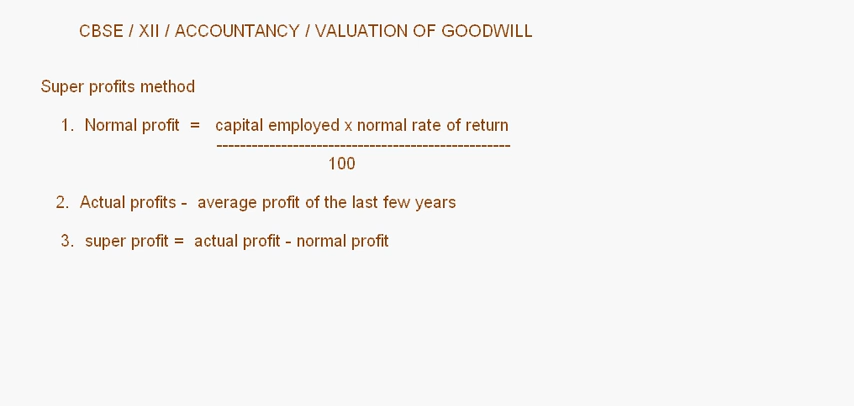 CBSE / XII / ACCOUNTANCY / VALUATION OF GOODWILL
Super profits method
1. Normal profit = capital employed x normal rate of return
--------------------------------------------------
100
2. Actual profits - average profit of the last few years
3. super profit = actual profit - normal profit